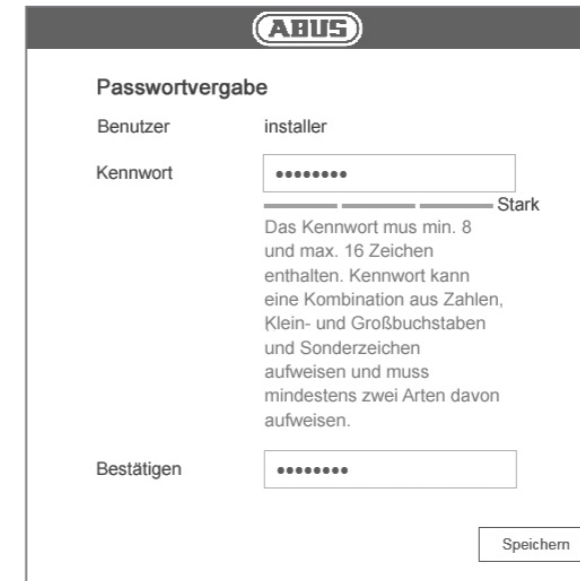 ABUS
Passwortvergabe
Benutzer installer
Kennwort ••••••••
Stark
Das Kennwort mus min. 8
und max. 16 Zeichen
enthalten. Kennwort kann
eine Kombination aus Zahlen,
Klein- und Großbuchstaben
und Sonderzeichen
aufweisen und muss
mindestens zwei Arten davon
aufweisen.
Bestätigen ••••••••
Speichern